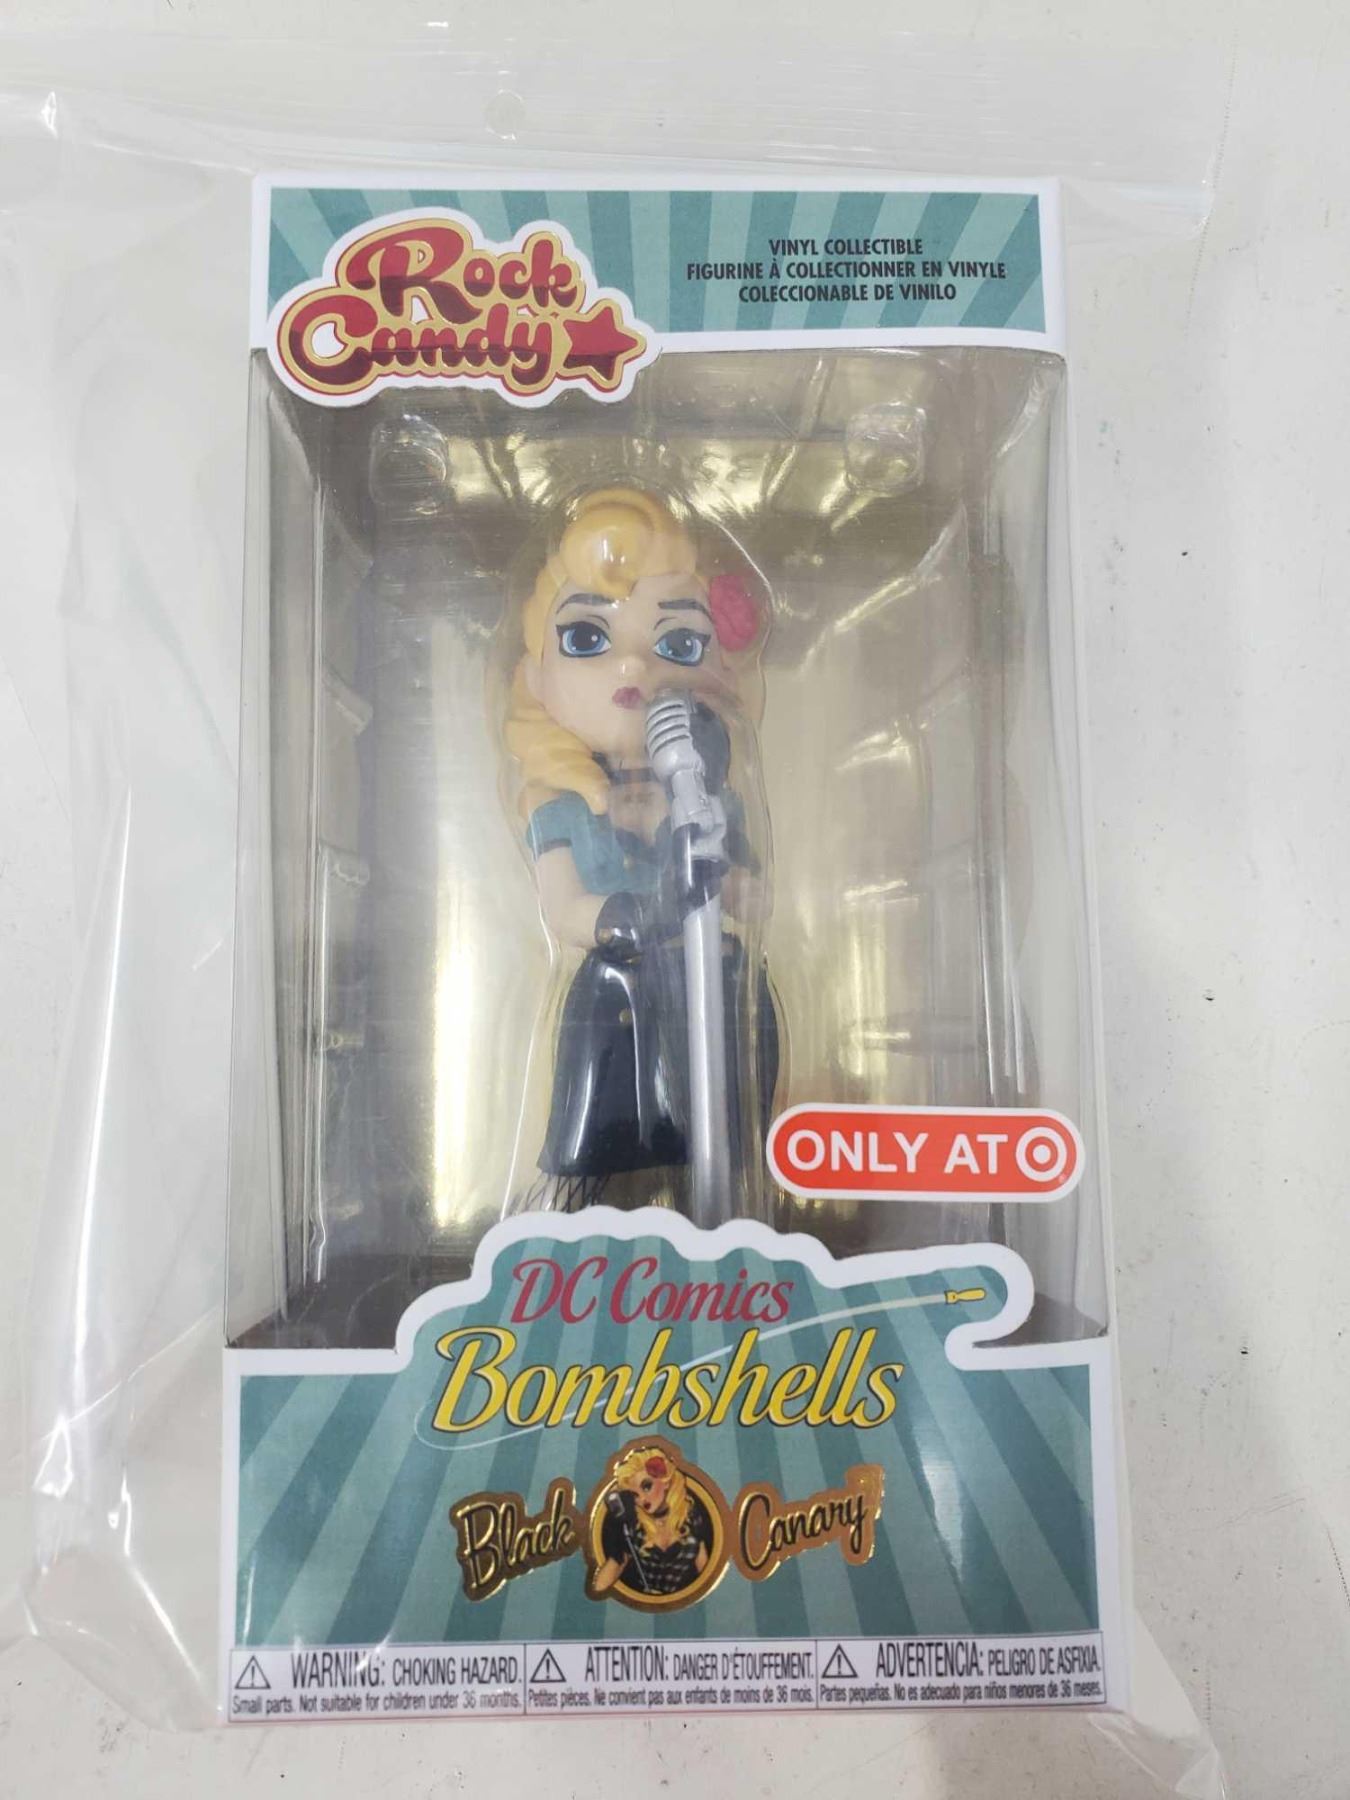 Rock
Candy
VINYL COLLECTIBLE
FIGURINE À COLLECTIONNER EN VINYLE
COLECCIONABLE DE VINILO
ONLY AT
DC Comics
Bombshells
Black Canary
WARNING: CHOKING HAZARD.
Small parts. Not suitable for children under 36 months.
ATTENTION: DANGER D'ÉTOUFFEMENT.
Petites pièces. Ne convient pas aux enfants de moins de 36 mois.
ADVERTENCIA: PELIGRO DE ASFIXIA.
Partes pequeñas. No es adecuado para niños menores de 36 meses.